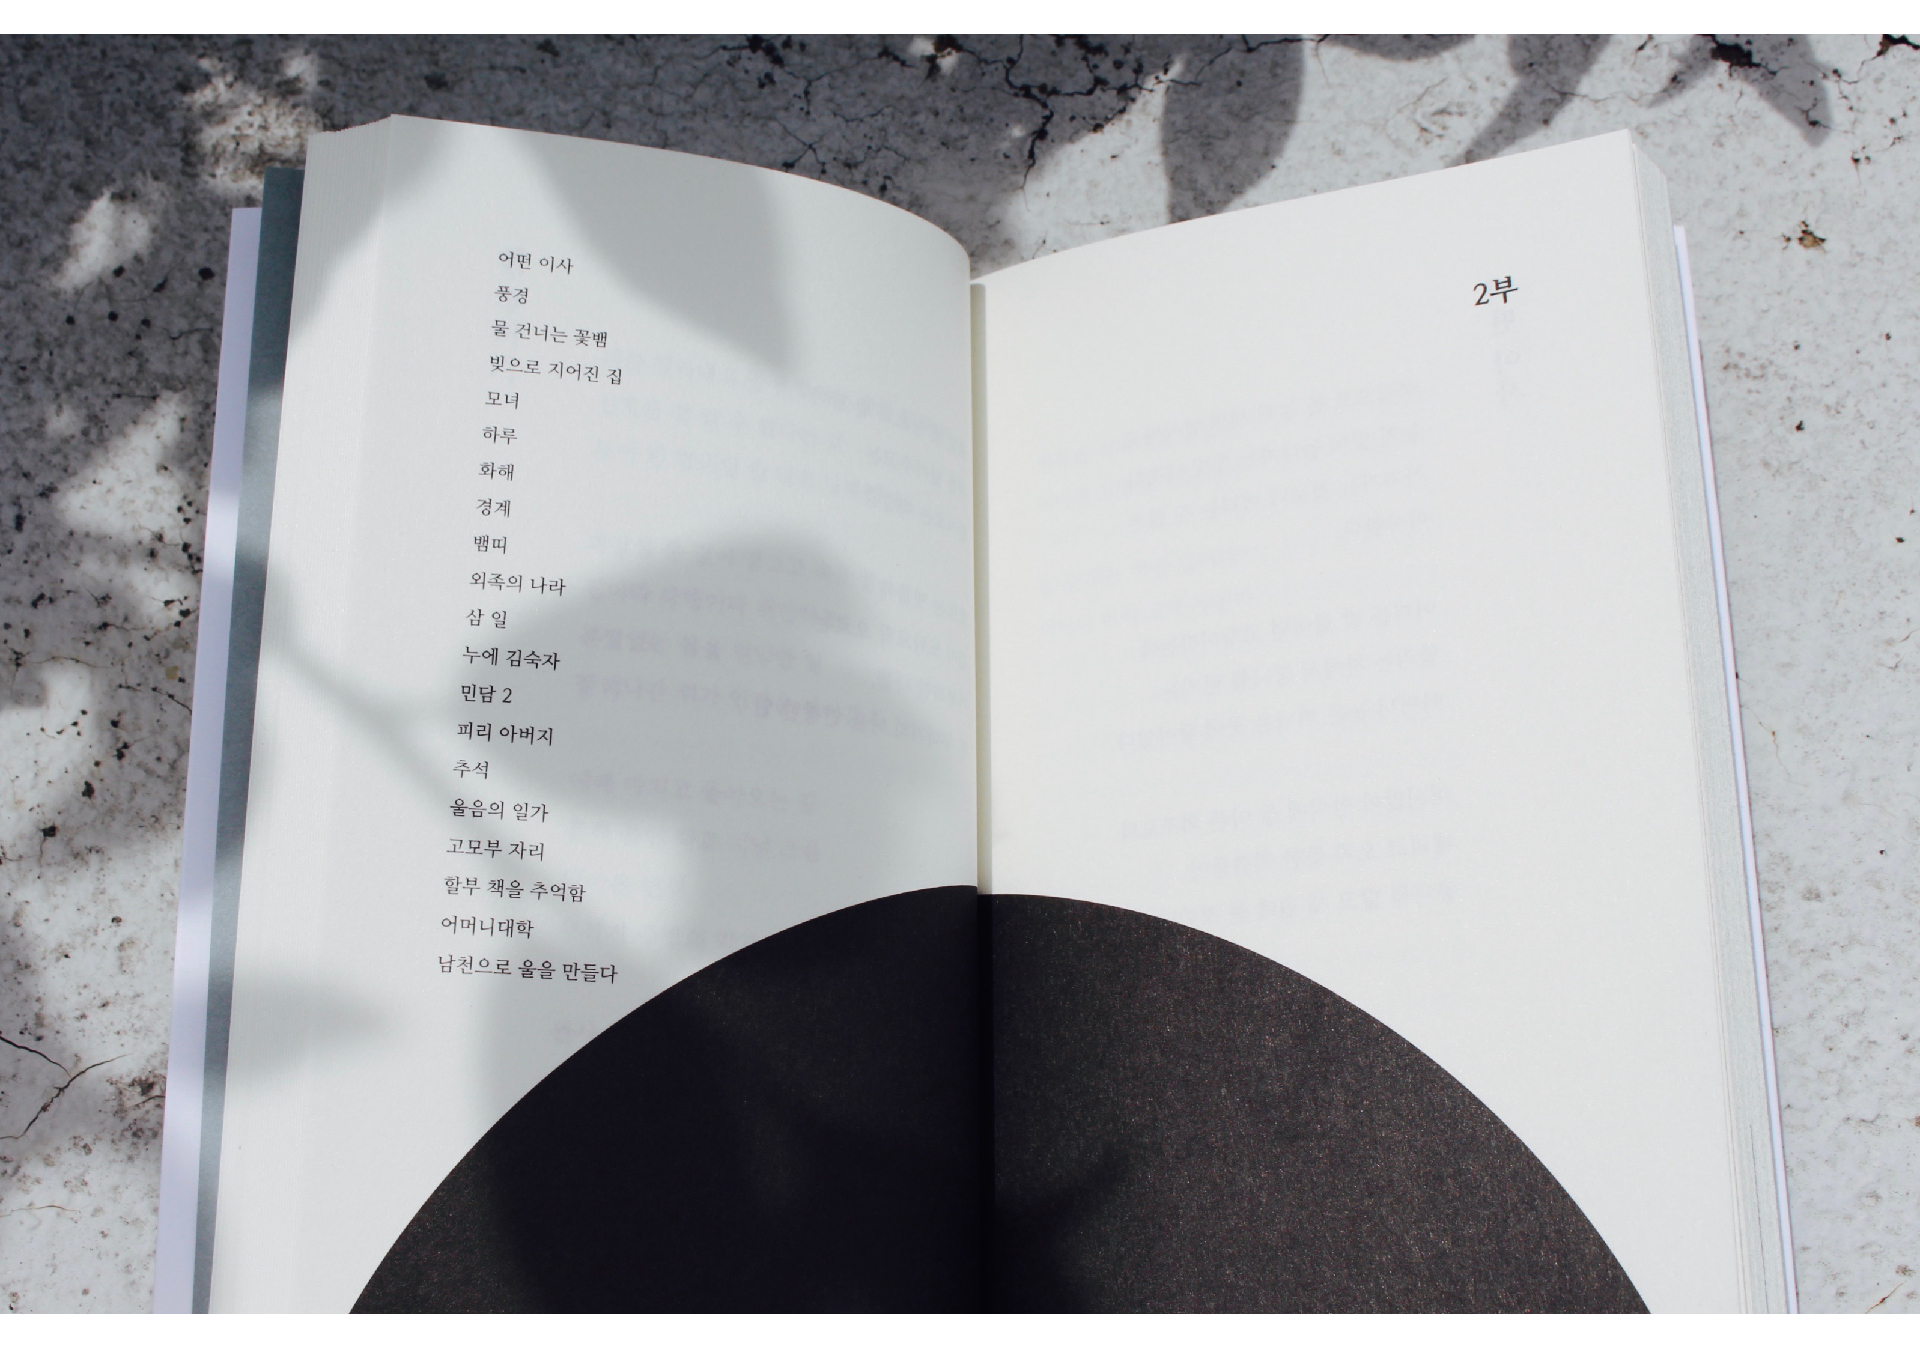 어떤 이사
풍경
물 건너는 꽃뱀
빚으로 지어진 집
모녀
하루
화해
경계
뱀띠
외족의 나라
삼 일
누에 김숙자
민담 2
피리 아버지
추석
울음의 일가
고모부 자리
할부 책을 추억함
어머니대학
남천으로 울을 만들다
2부